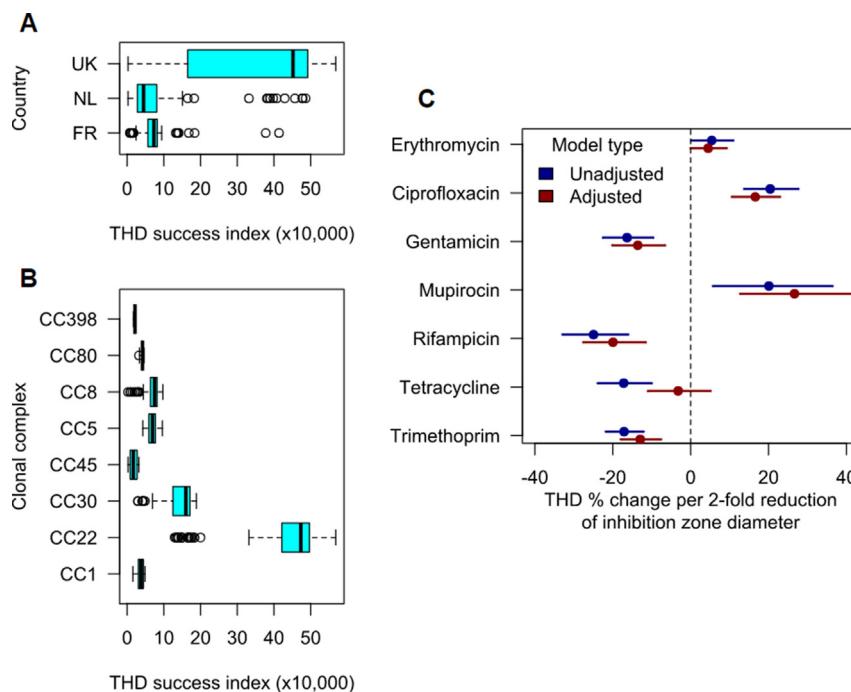 A
Country
UK
NL
FR
0 10 20 30 40 50
THD success index (x10,000)
B
Clonal complex
CC398
CC80
CC8
CC5
CC45
CC30
CC22
CC1
0 10 20 30 40 50
THD success index (x10,000)
C
Model type
Unadjusted
Adjusted
Erythromycin
Ciprofloxacin
Gentamicin
Mupirocin
Rifampicin
Tetracycline
Trimethoprim
-40 -20 0 20 40
THD % change per 2-fold reduction
of inhibition zone diameter